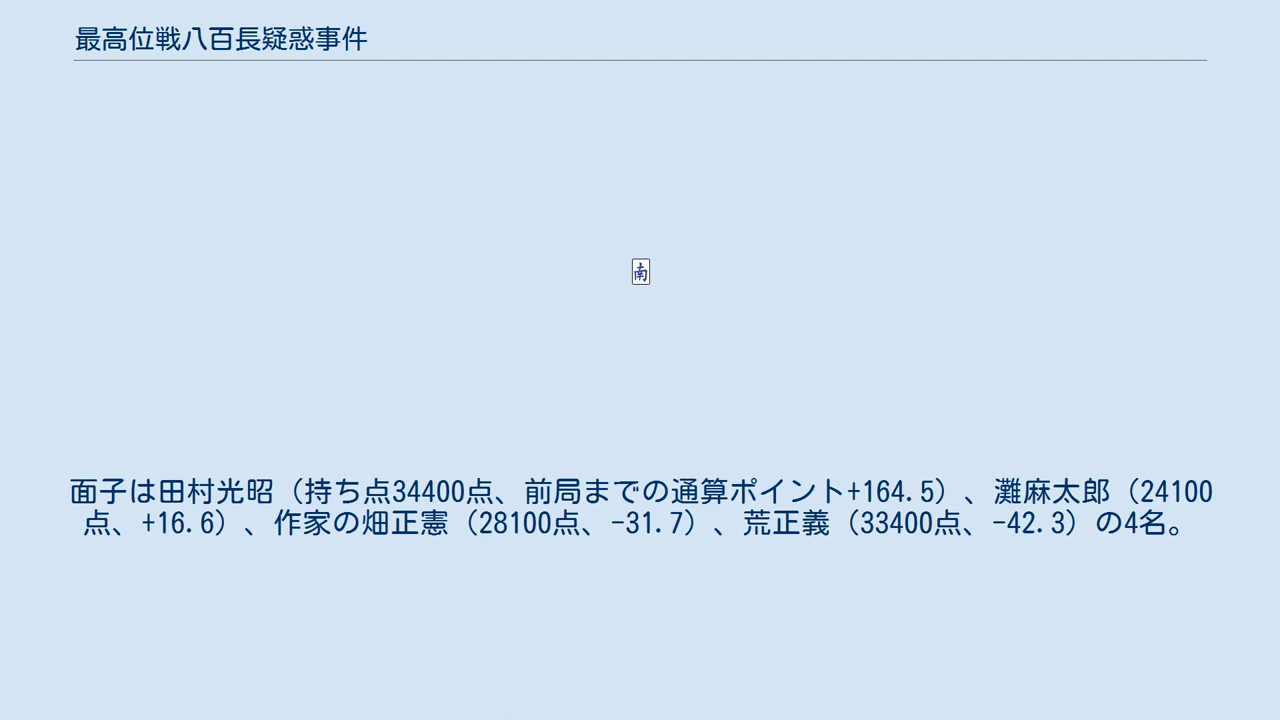 最高位戦八百長疑惑事件
南
面子は田村光昭（持ち点34400点、前局までの通算ポイント+164.5）、灘麻太郎（24100
点、+16.6）、作家の畑正憲（28100点、-31.7）、荒正義（33400点、-42.3）の4名。